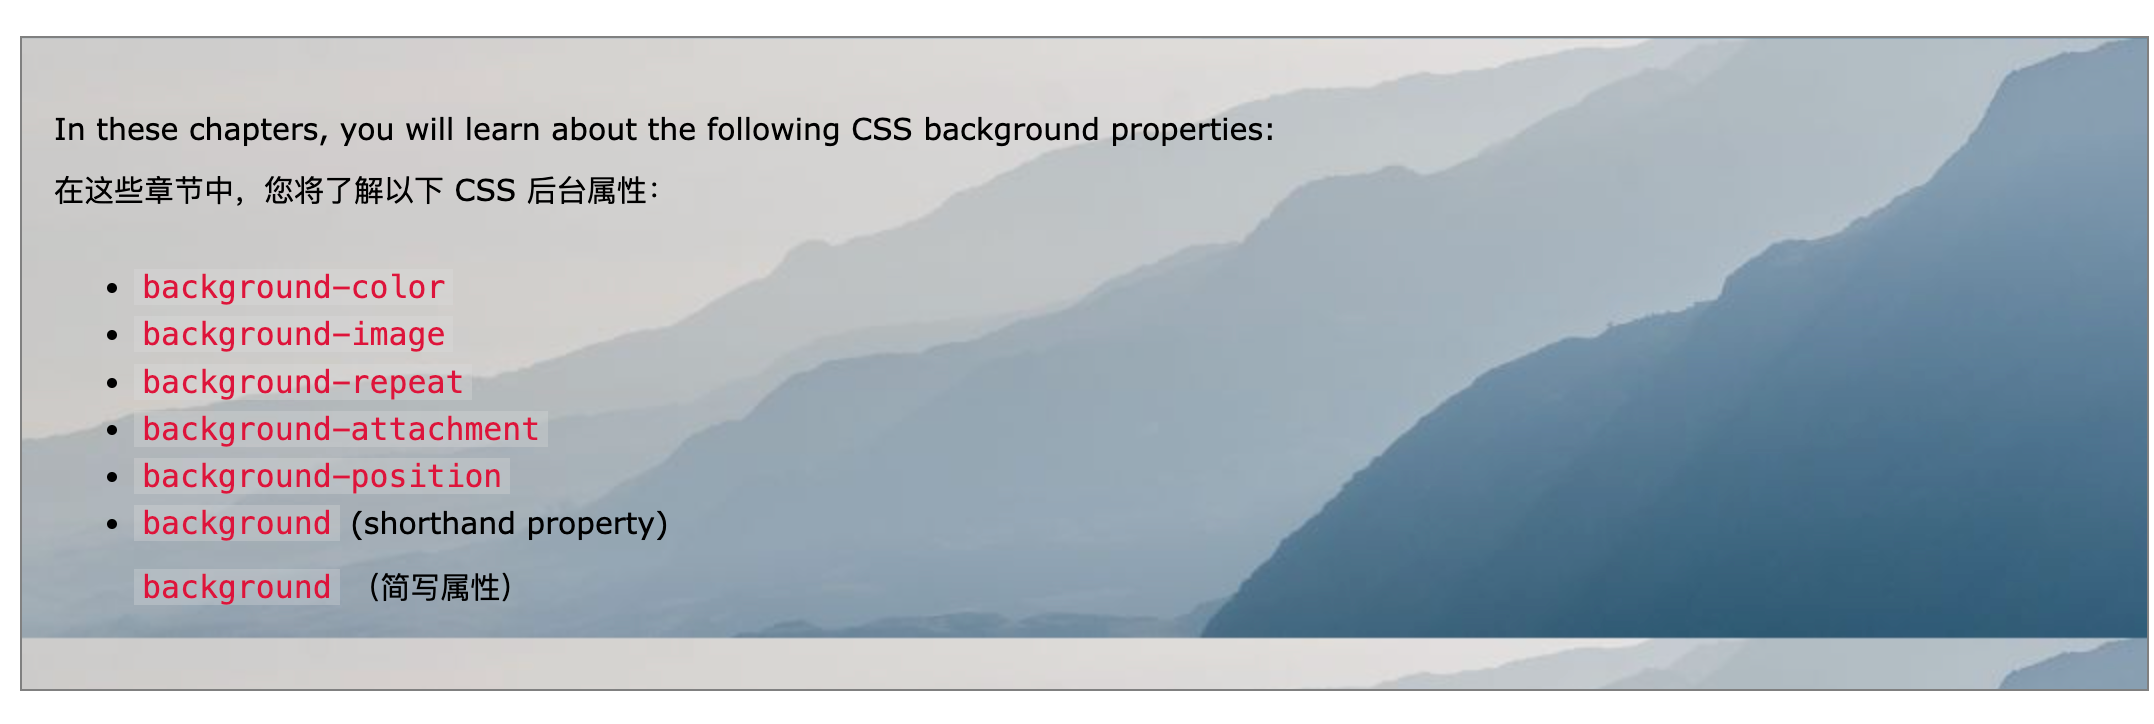 In these chapters, you will learn about the following CSS background properties:
在这些章节中，您将了解以下 CSS 后台属性：
• background-color
• background-image
• background-repeat
• background-attachment
• background-position
• background (shorthand property)
background （简写属性）